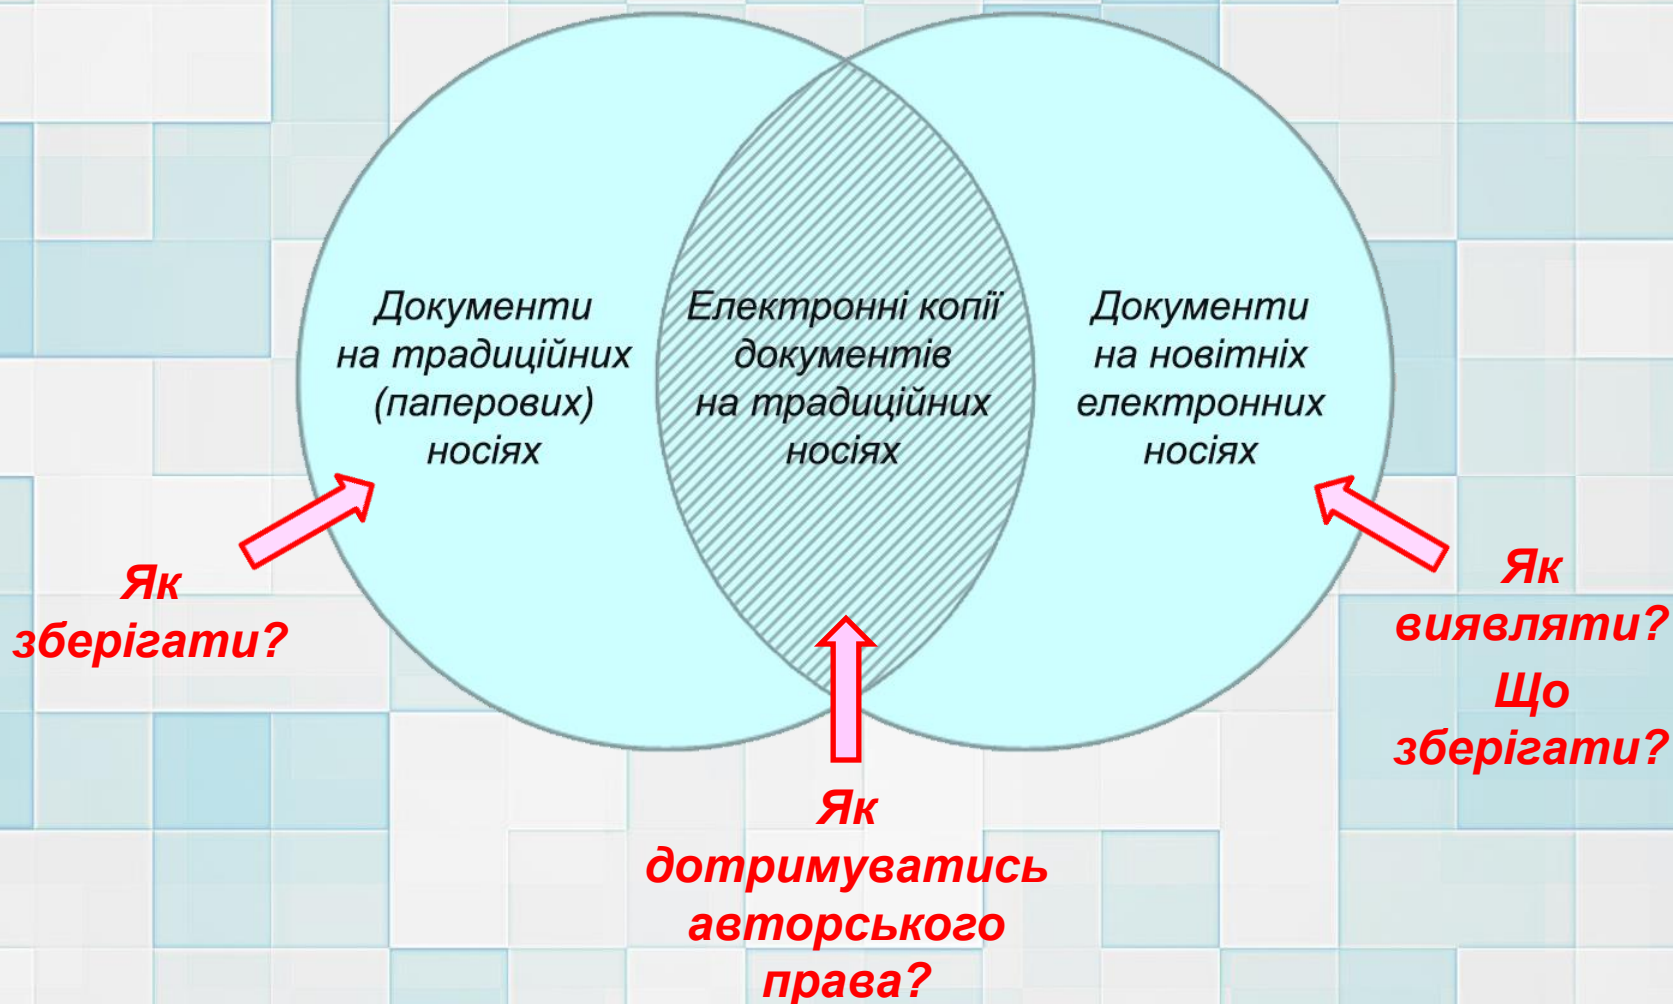 Документи
на традиційних
(паперових)
носіях
Електронні копії
документів
на традиційних
носіях
Документи
на новітніх
електронних
носіях
Як
зберігати?
Як
дотримуватись
авторського
права?
Як
виявляти?
Що
зберігати?